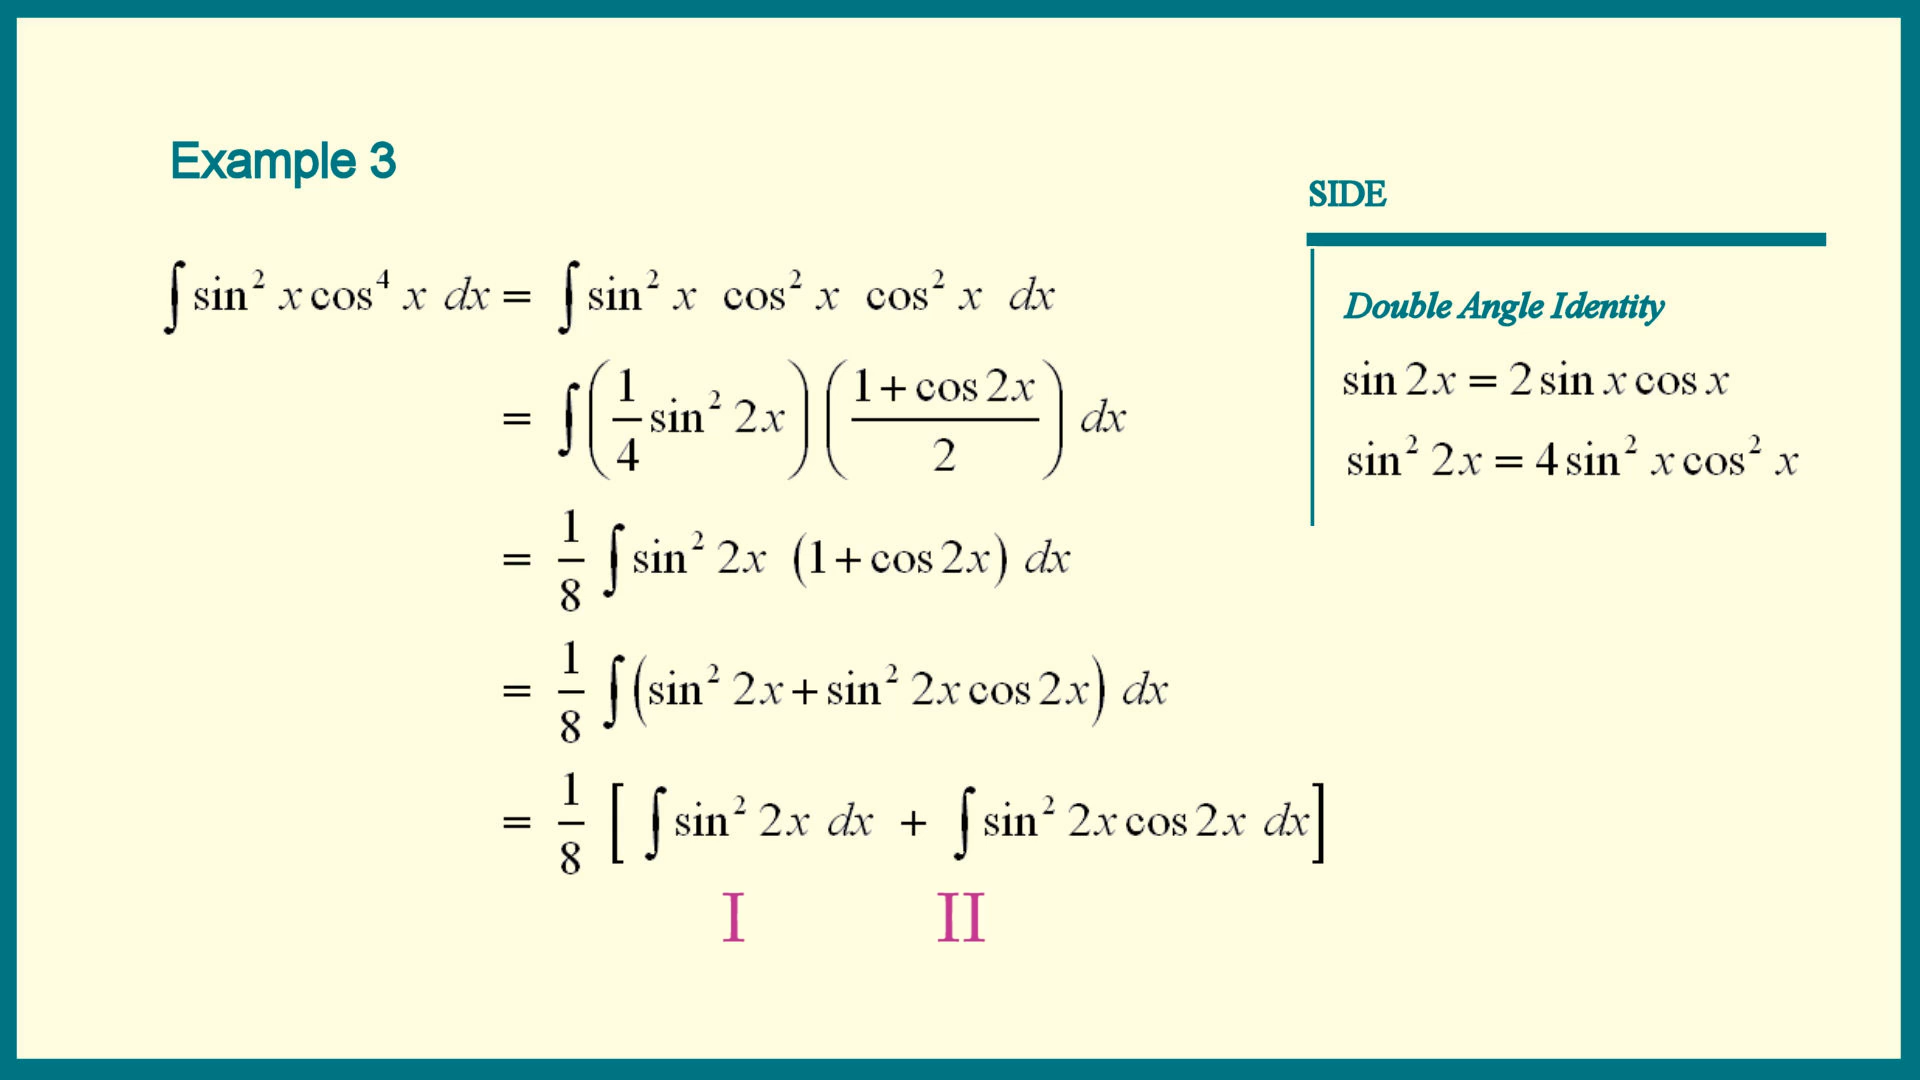 Example 3
∫ sin² x cos⁴ x dx = ∫ sin² x cos² x cos² x dx
= ∫ (1/4 sin² 2x) ((1 + cos 2x)/2) dx
= 1/8 ∫ sin² 2x (1 + cos 2x) dx
= 1/8 ∫ (sin² 2x + sin² 2x cos 2x) dx
= 1/8 [ ∫ sin² 2x dx + ∫ sin² 2x cos 2x dx ]
I II
SIDE
Double Angle Identity
sin 2x = 2 sin x cos x
sin² 2x = 4 sin² x cos² x